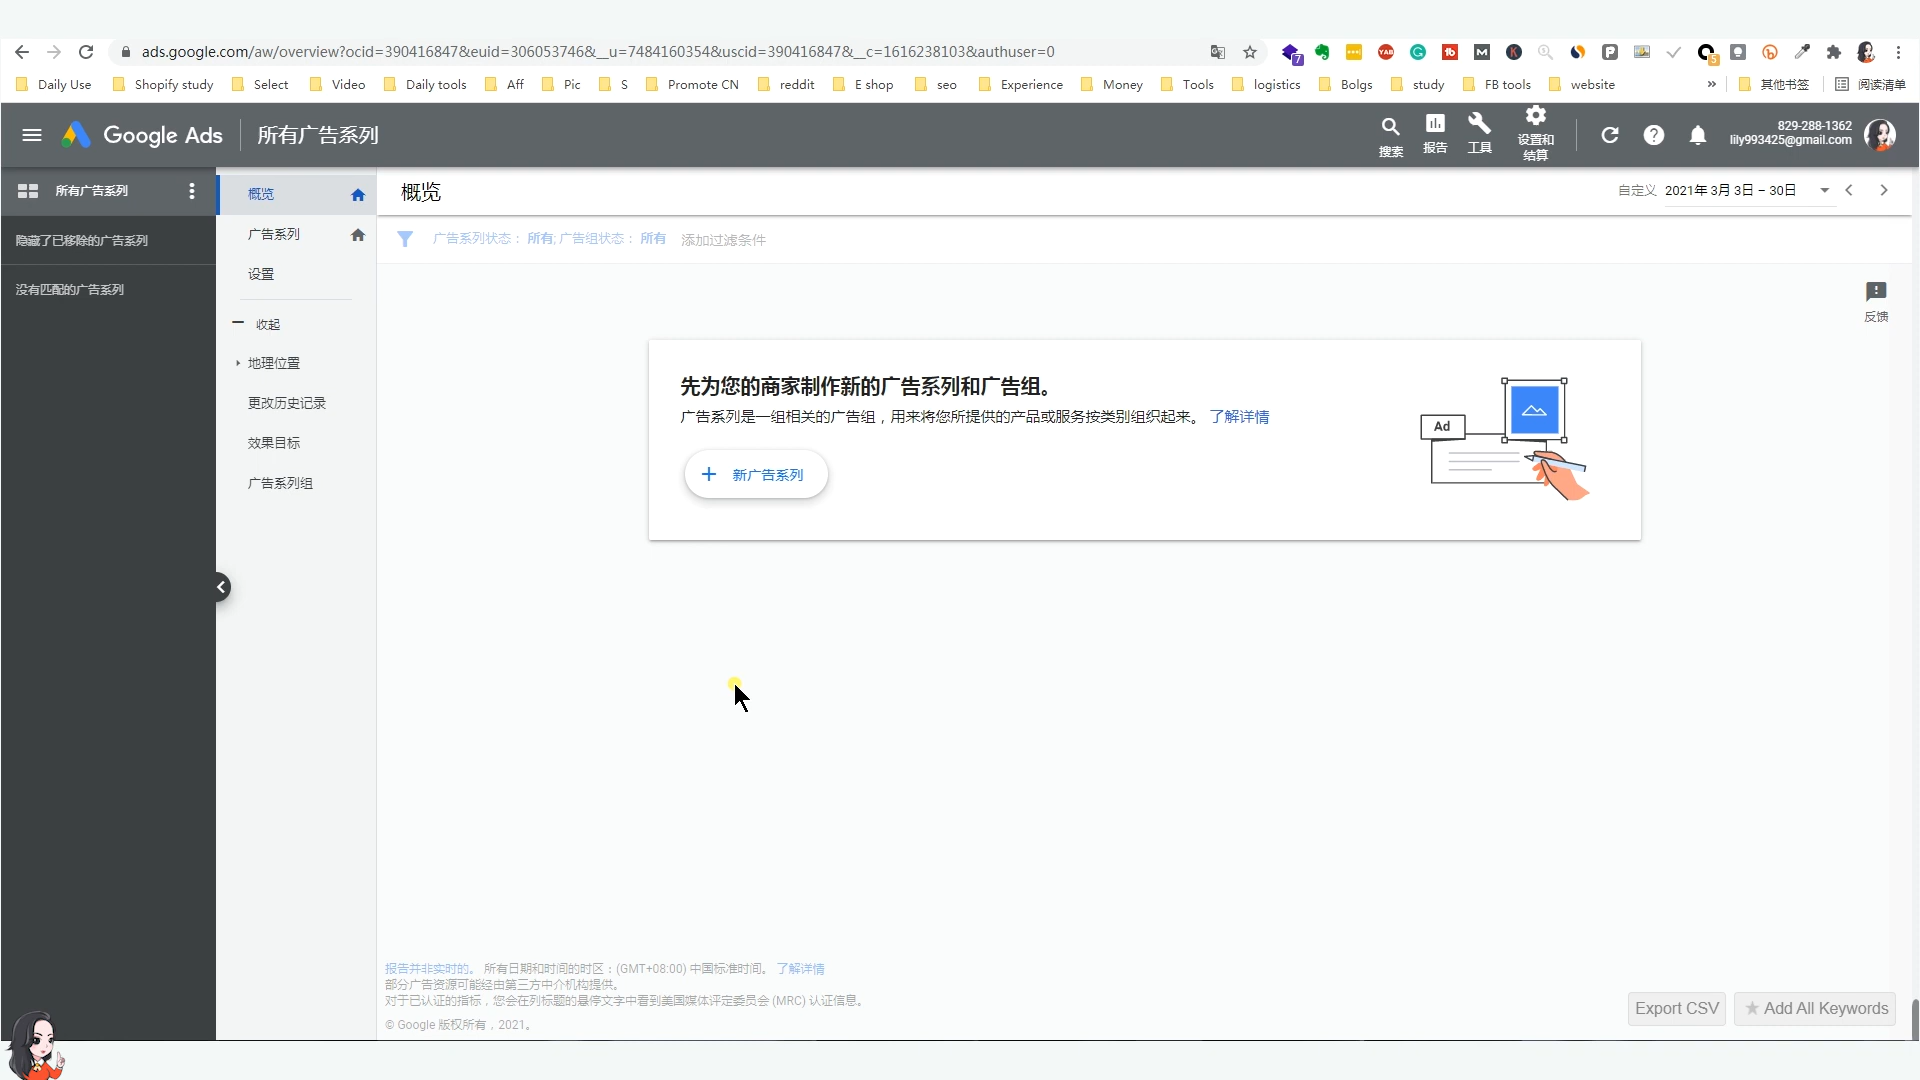 ads.google.com/aw/overview?ocid=390416847&euid=306053746&__u=7484160354&uscid=390416847&__c=1616238103&authuser=0
Daily Use Shopify study Select Video Daily tools Aff Pic S Promote CN reddit E shop seo Experience Money Tools logistics Bolgs study FB tools website » 其他书签 阅读清单
Google Ads 所有广告系列
搜索 报告 工具 设置和结算
829-288-1362
lily993425@gmail.com
所有广告系列
隐藏了已移除的广告系列
没有匹配的广告系列
概览
广告系列
设置
收起
地理位置
更改历史记录
效果目标
广告系列组
概览
自定义 2021年 3月 3日 – 30日
广告系列状态： 所有; 广告组状态： 所有 添加过滤条件
反馈
先为您的商家制作新的广告系列和广告组。
广告系列是一组相关的广告组，用来将您所提供的产品或服务按类别组织起来。 了解详情
+ 新广告系列
Ad
报告并非实时的。 所有日期和时间的时区：(GMT+08:00) 中国标准时间。 了解详情
部分广告资源可能经由第三方中介机构提供。
对于已认证的指标，您会在列标题的悬停文字中看到美国媒体评定委员会 (MRC) 认证信息。
© Google 版权所有，2021。
Export CSV
★ Add All Keywords